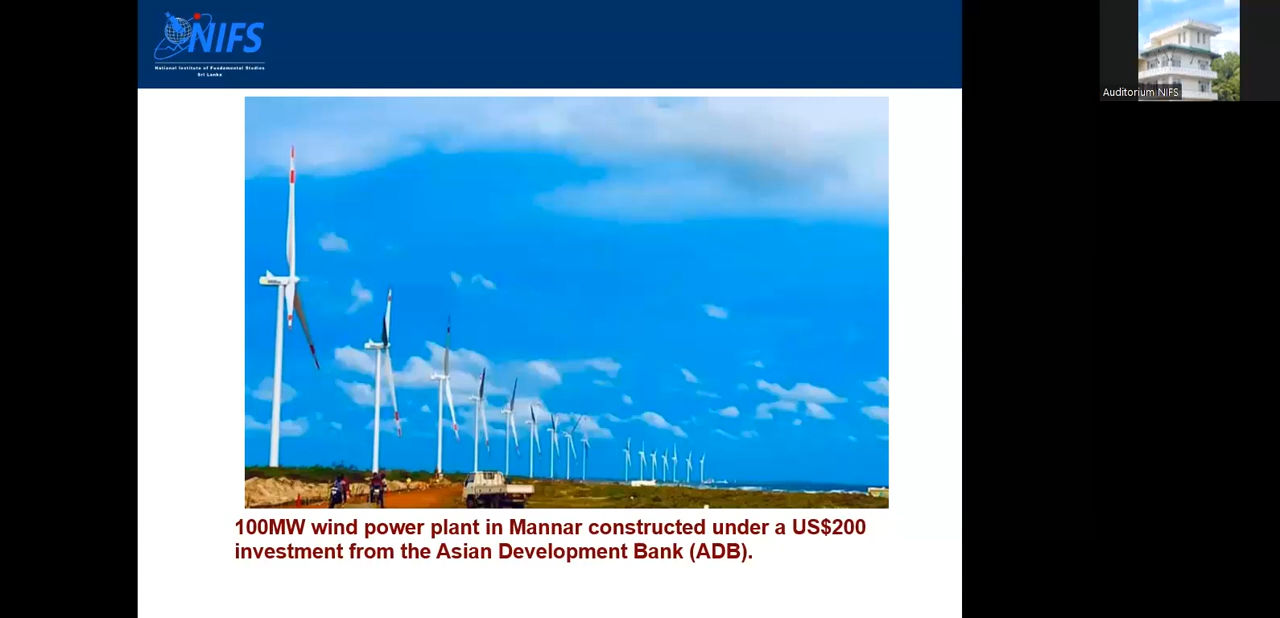 NIFS
National Institute of Fundamental Studies
Sri Lanka
Auditorium NIFS
100MW wind power plant in Mannar constructed under a US$200
investment from the Asian Development Bank (ADB).